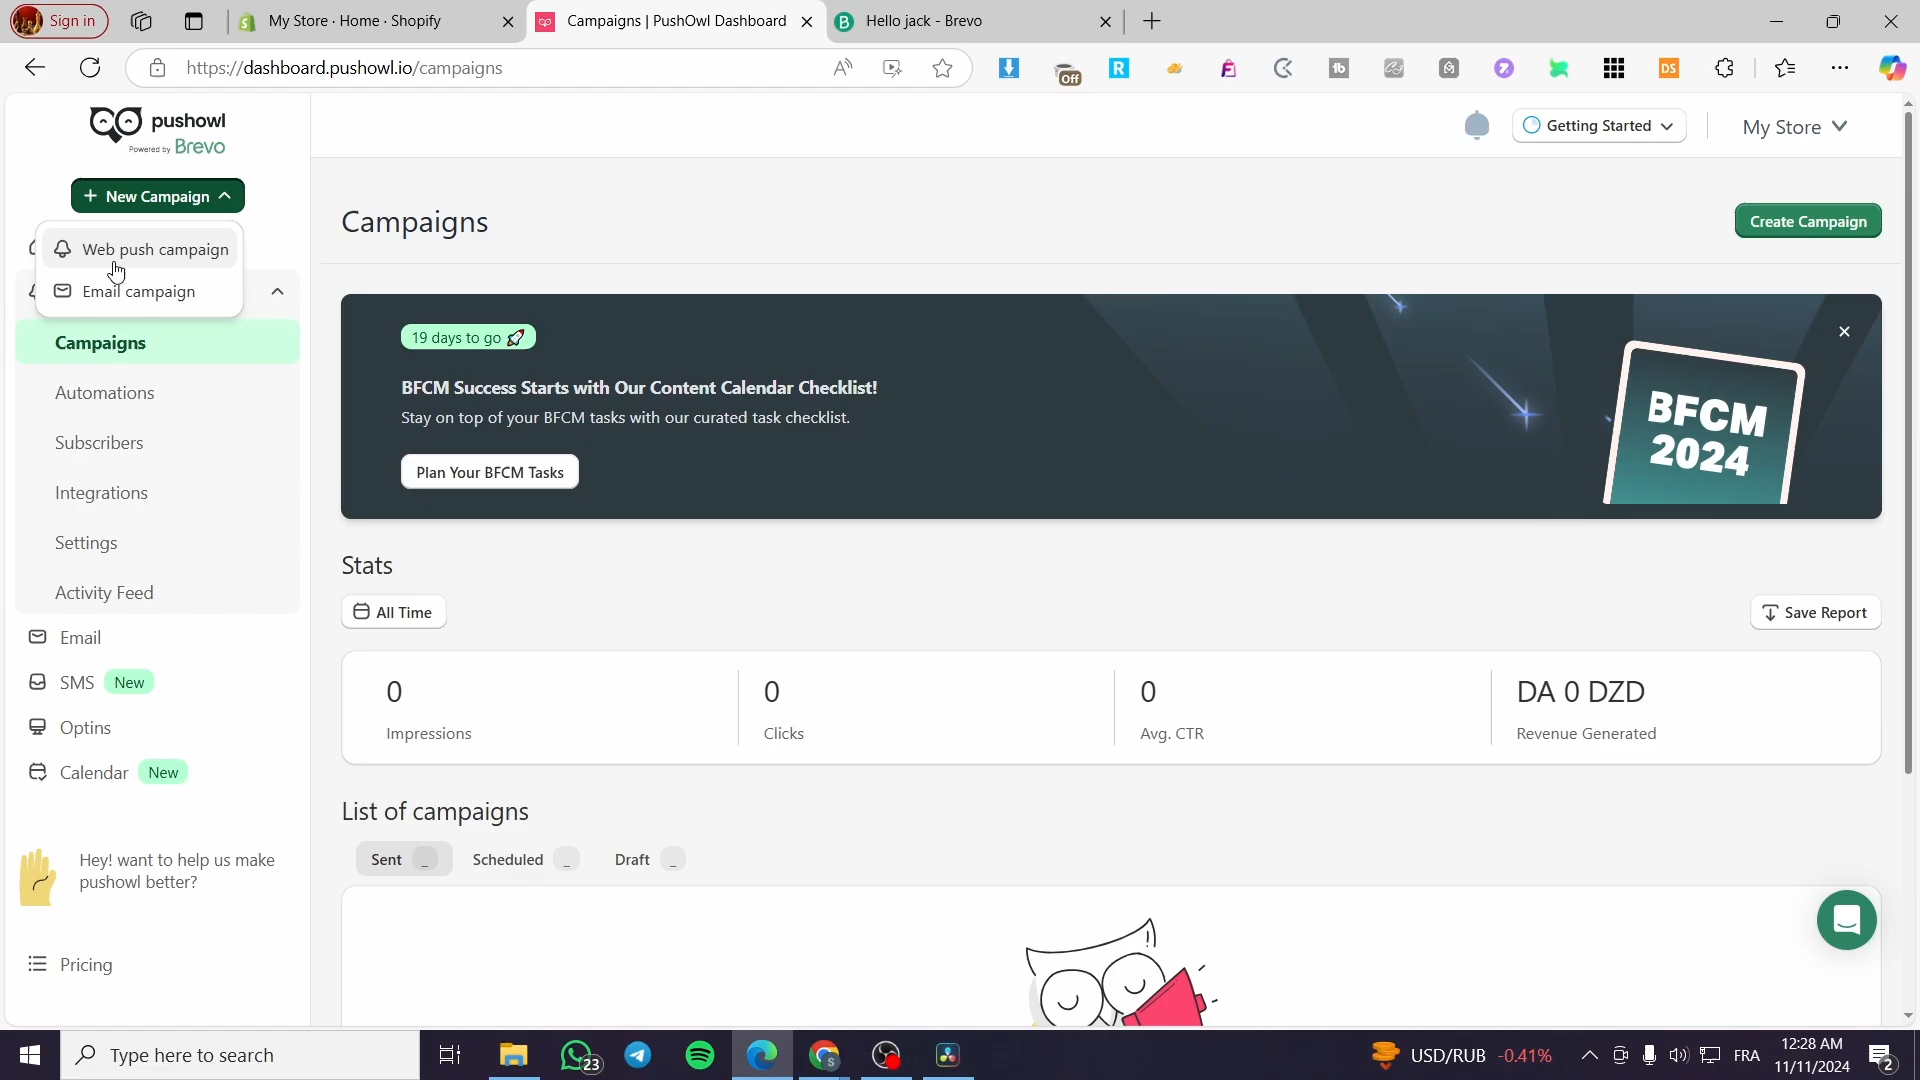 Sign in
My Store · Home · Shopify
Campaigns | PushOwl Dashboard
Hello jack - Brevo
https://dashboard.pushowl.io/campaigns
Off
R
tb
DS
pushowl
Powered by Brevo
Getting Started
My Store
+ New Campaign
Web push campaign
Email campaign
Campaigns
Automations
Subscribers
Integrations
Settings
Activity Feed
Email
SMS New
Optins
Calendar New
Hey! want to help us make
pushowl better?
Pricing
Campaigns
Create Campaign
19 days to go 🚀
BFCM Success Starts with Our Content Calendar Checklist!
Stay on top of your BFCM tasks with our curated task checklist.
Plan Your BFCM Tasks
BFCM
2024
Stats
All Time
Save Report
0
Impressions
0
Clicks
0
Avg. CTR
DA 0 DZD
Revenue Generated
List of campaigns
Sent _
Scheduled _
Draft _
Type here to search
23
USD/RUB -0.41%
FRA
12:28 AM
11/11/2024
2